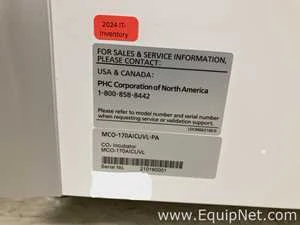 2024 IT-
Inventory
FOR SALES & SERVICE INFORMATION,
PLEASE CONTACT:
USA & CANADA:
PHC Corporation of North America
1-800-858-8442
Please refer to model number and serial number
when requesting service or validation support.
MCO-170AICUVL-PA
CO₂ Incubator
MCO-170AICUVL
Serial No.
210160001
www.EquipNet.com